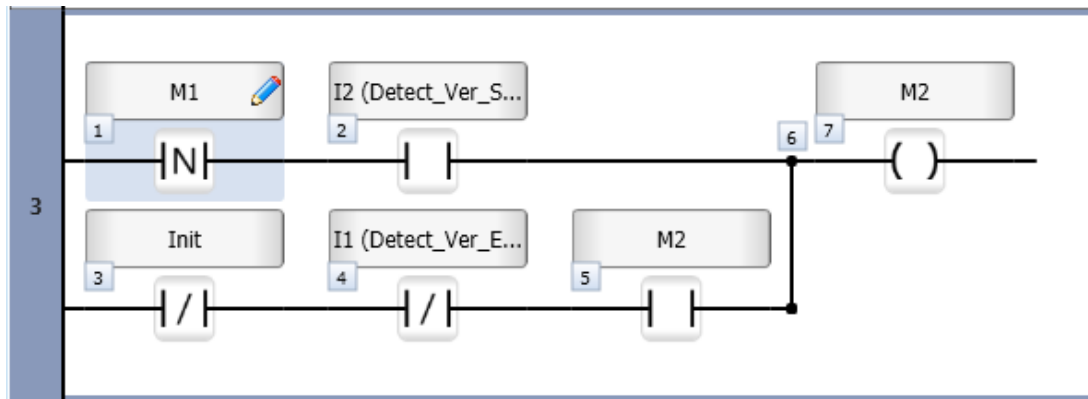 M1
I2 (Detect_Ver_S...
M2
1
2
6
7
N
( )
3
Init
I1 (Detect_Ver_E...
M2
3
4
5
/
/